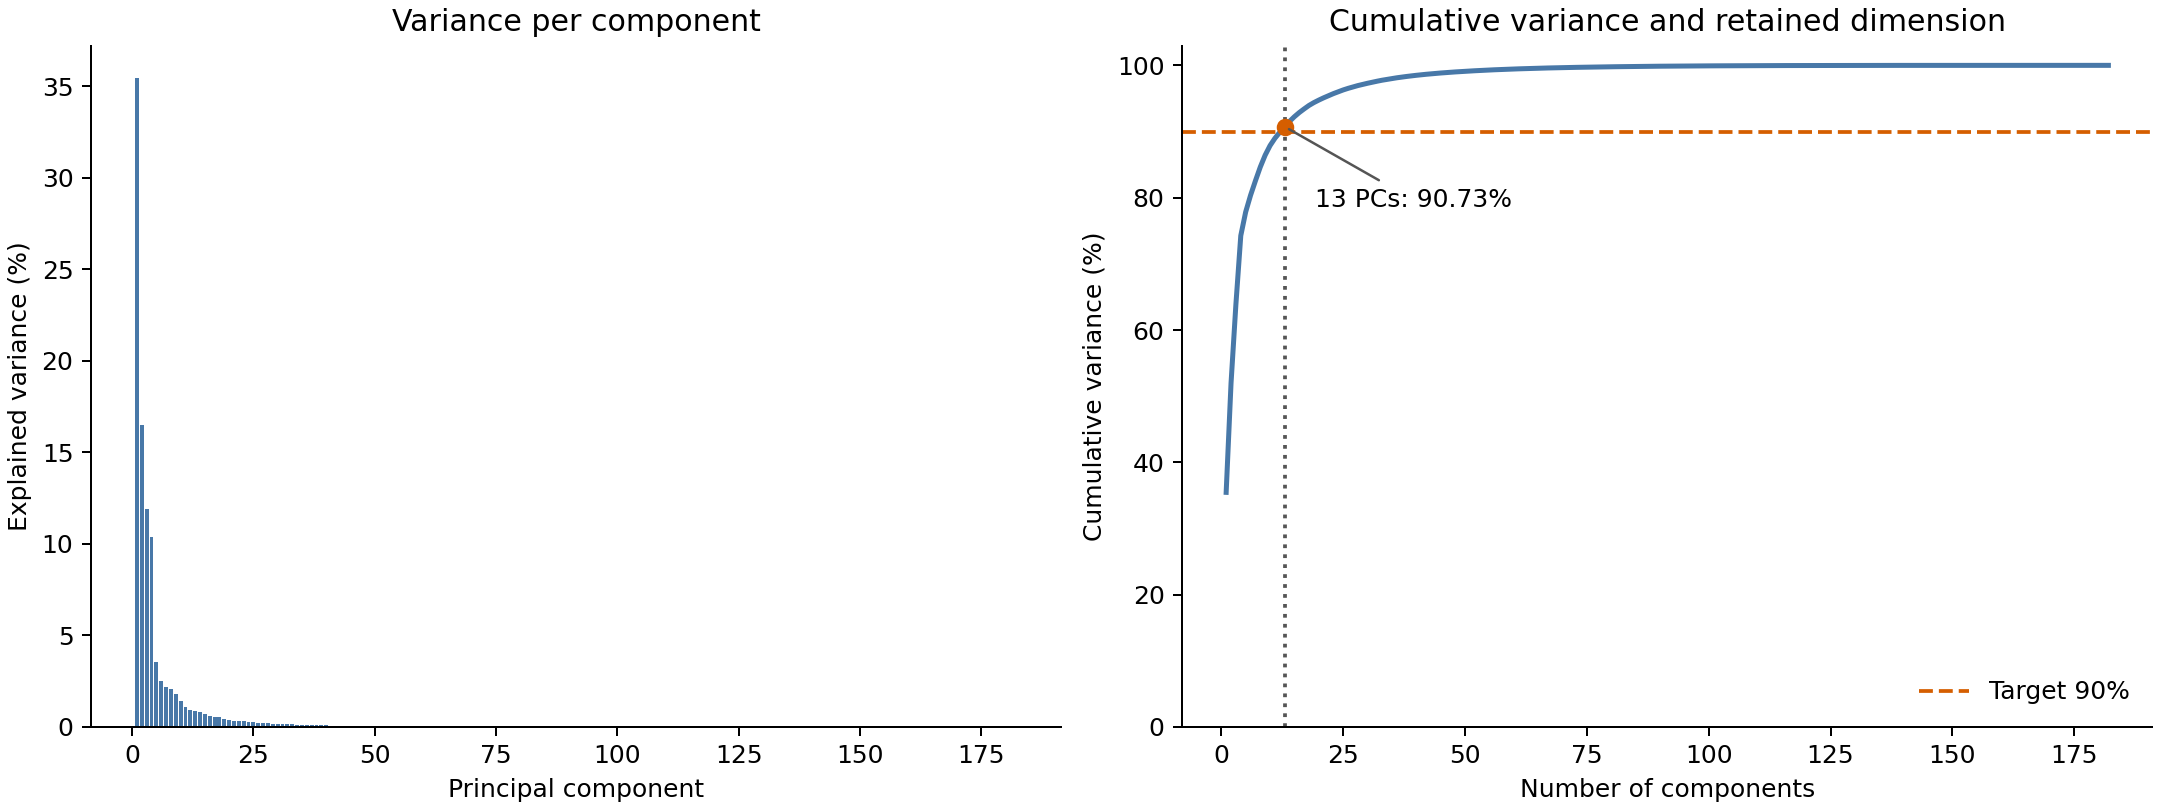 Variance per component
35
30
25
20
15
10
5
0
Explained variance (%)
0 25 50 75 100 125 150 175
Principal component
Cumulative variance and retained dimension
100
80
60
40
20
0
Cumulative variance (%)
13 PCs: 90.73%
Target 90%
0 25 50 75 100 125 150 175
Number of components